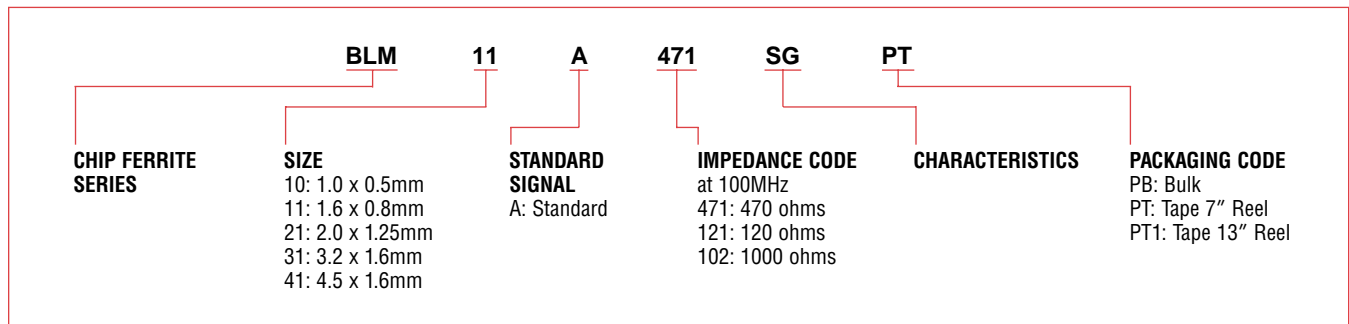 BLM 11 A 471 SG PT
CHIP FERRITE
SERIES
SIZE
10: 1.0 x 0.5mm
11: 1.6 x 0.8mm
21: 2.0 x 1.25mm
31: 3.2 x 1.6mm
41: 4.5 x 1.6mm
STANDARD
SIGNAL
A: Standard
IMPEDANCE CODE
at 100MHz
471: 470 ohms
121: 120 ohms
102: 1000 ohms
CHARACTERISTICS
PACKAGING CODE
PB: Bulk
PT: Tape 7″ Reel
PT1: Tape 13″ Reel